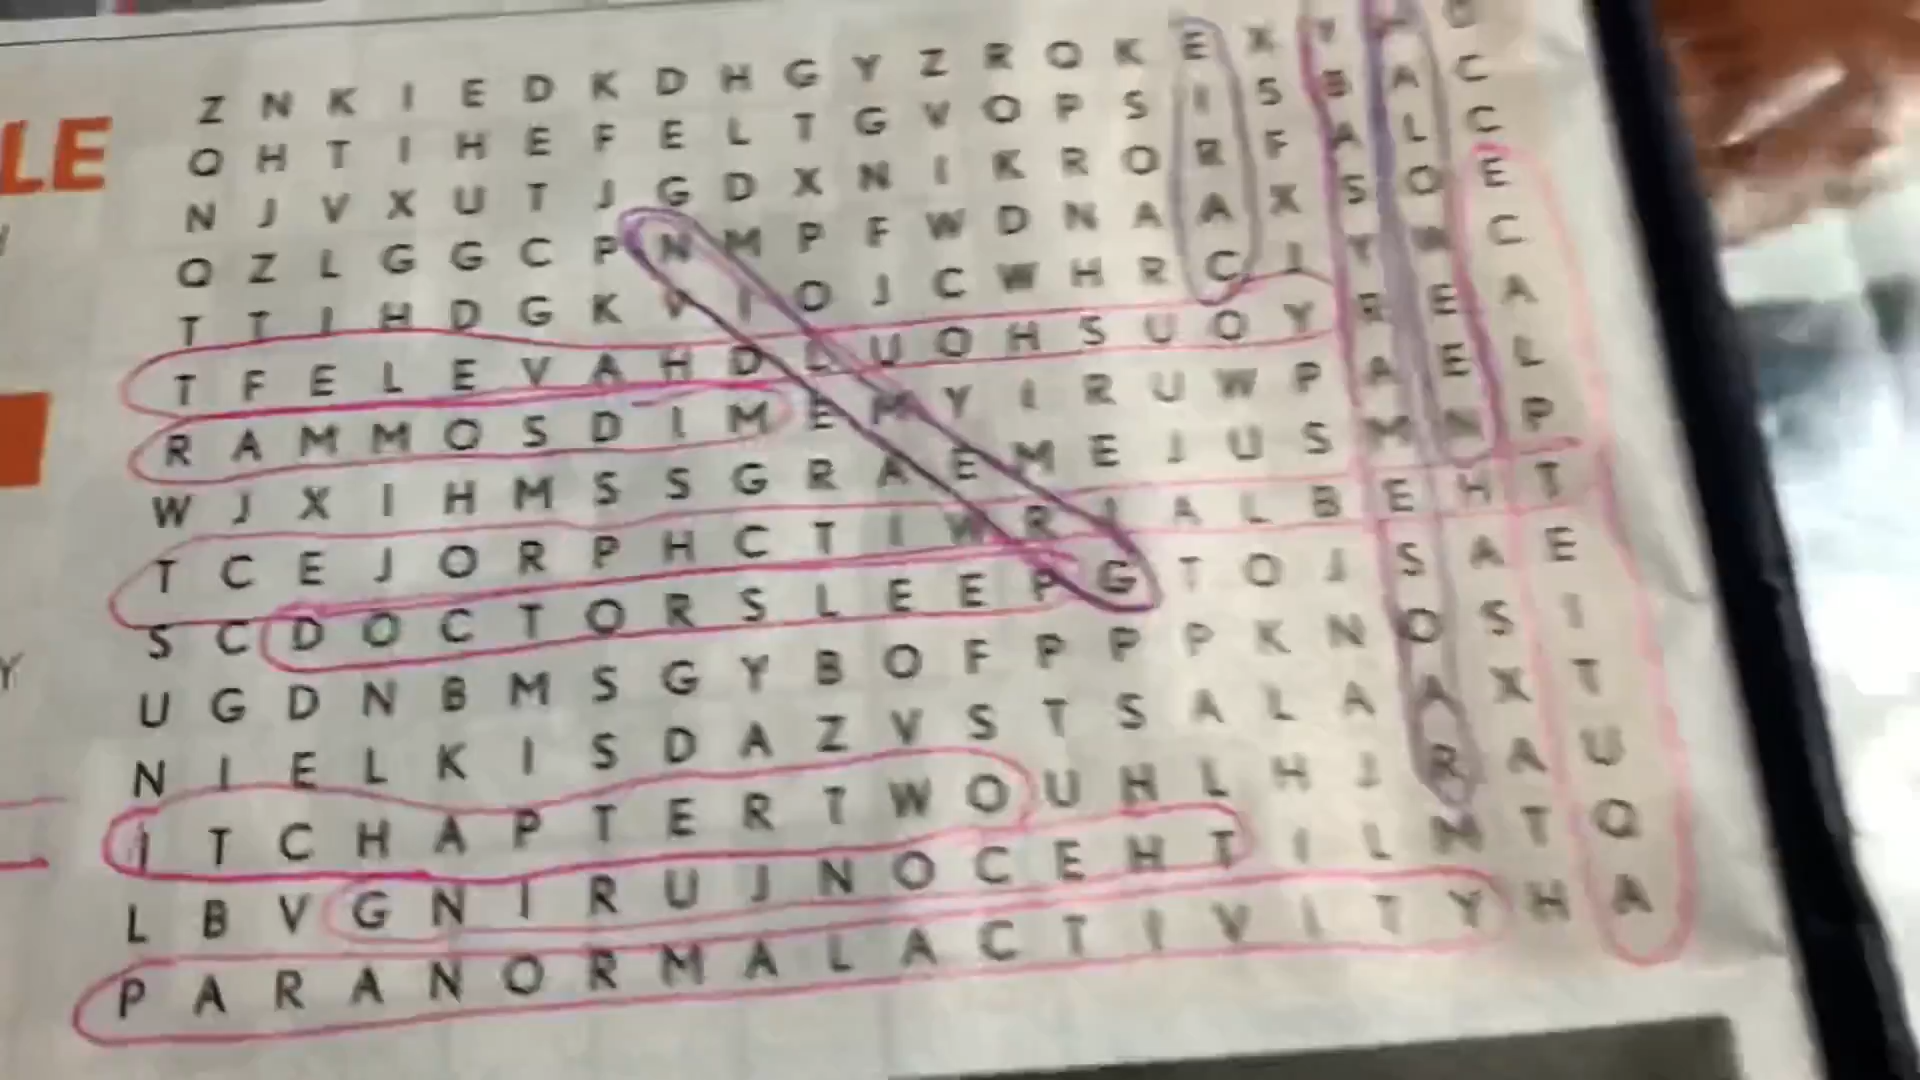 LE
Y
Z N K I E D K D H G Y Z R O K E X Y H
Q H T I H E F E L T G V O P S I S B A C
N J V X U T J G D X N I K R O R F A L C
Q Z L G G C P N M P F W D N A A X S O E
T T I H D G K V I O J C W H R C I Y W C
T F E L E V A H D L U O H S U O Y R E A
R A M M O S D I M E M Y I R U W P A E L
W J X I H M S S G R A E M E J U S M N P
T C E J O R P H C T I W R I A L B E H T
S C D O C T O R S L E E P G T O J S A E
U G D N B M S G Y B O F P P P K N O S I
N I E L K I S D A Z V S T S A L A A X T
I T C H A P T E R T W O U H L H J R A U
L B V G N I R U J N O C E H T I L M T Q
P A R A N O R M A L A C T I V I T Y H A